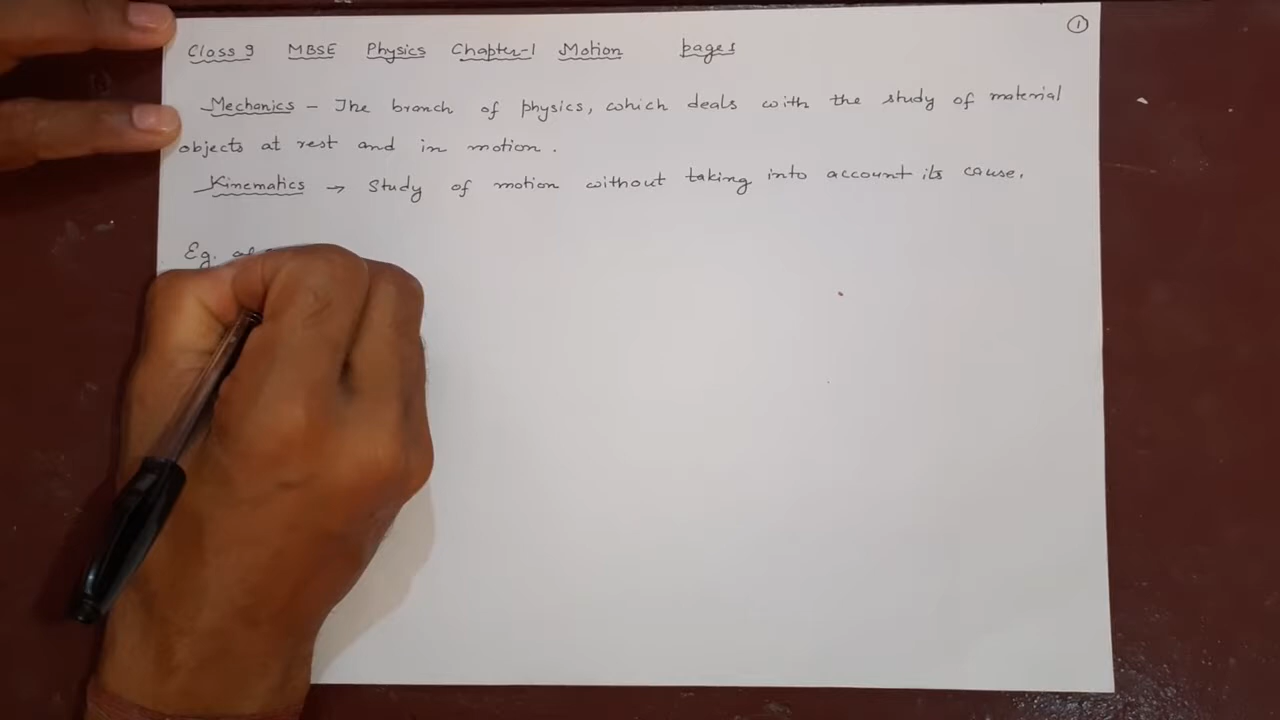 ①
Class 9 MBSE Physics Chapter-1 Motion pages
Mechanics – The branch of physics, which deals with the study of material
objects at rest and in motion.
Kinematics → Study of motion without taking into account its cause.
Eg. of